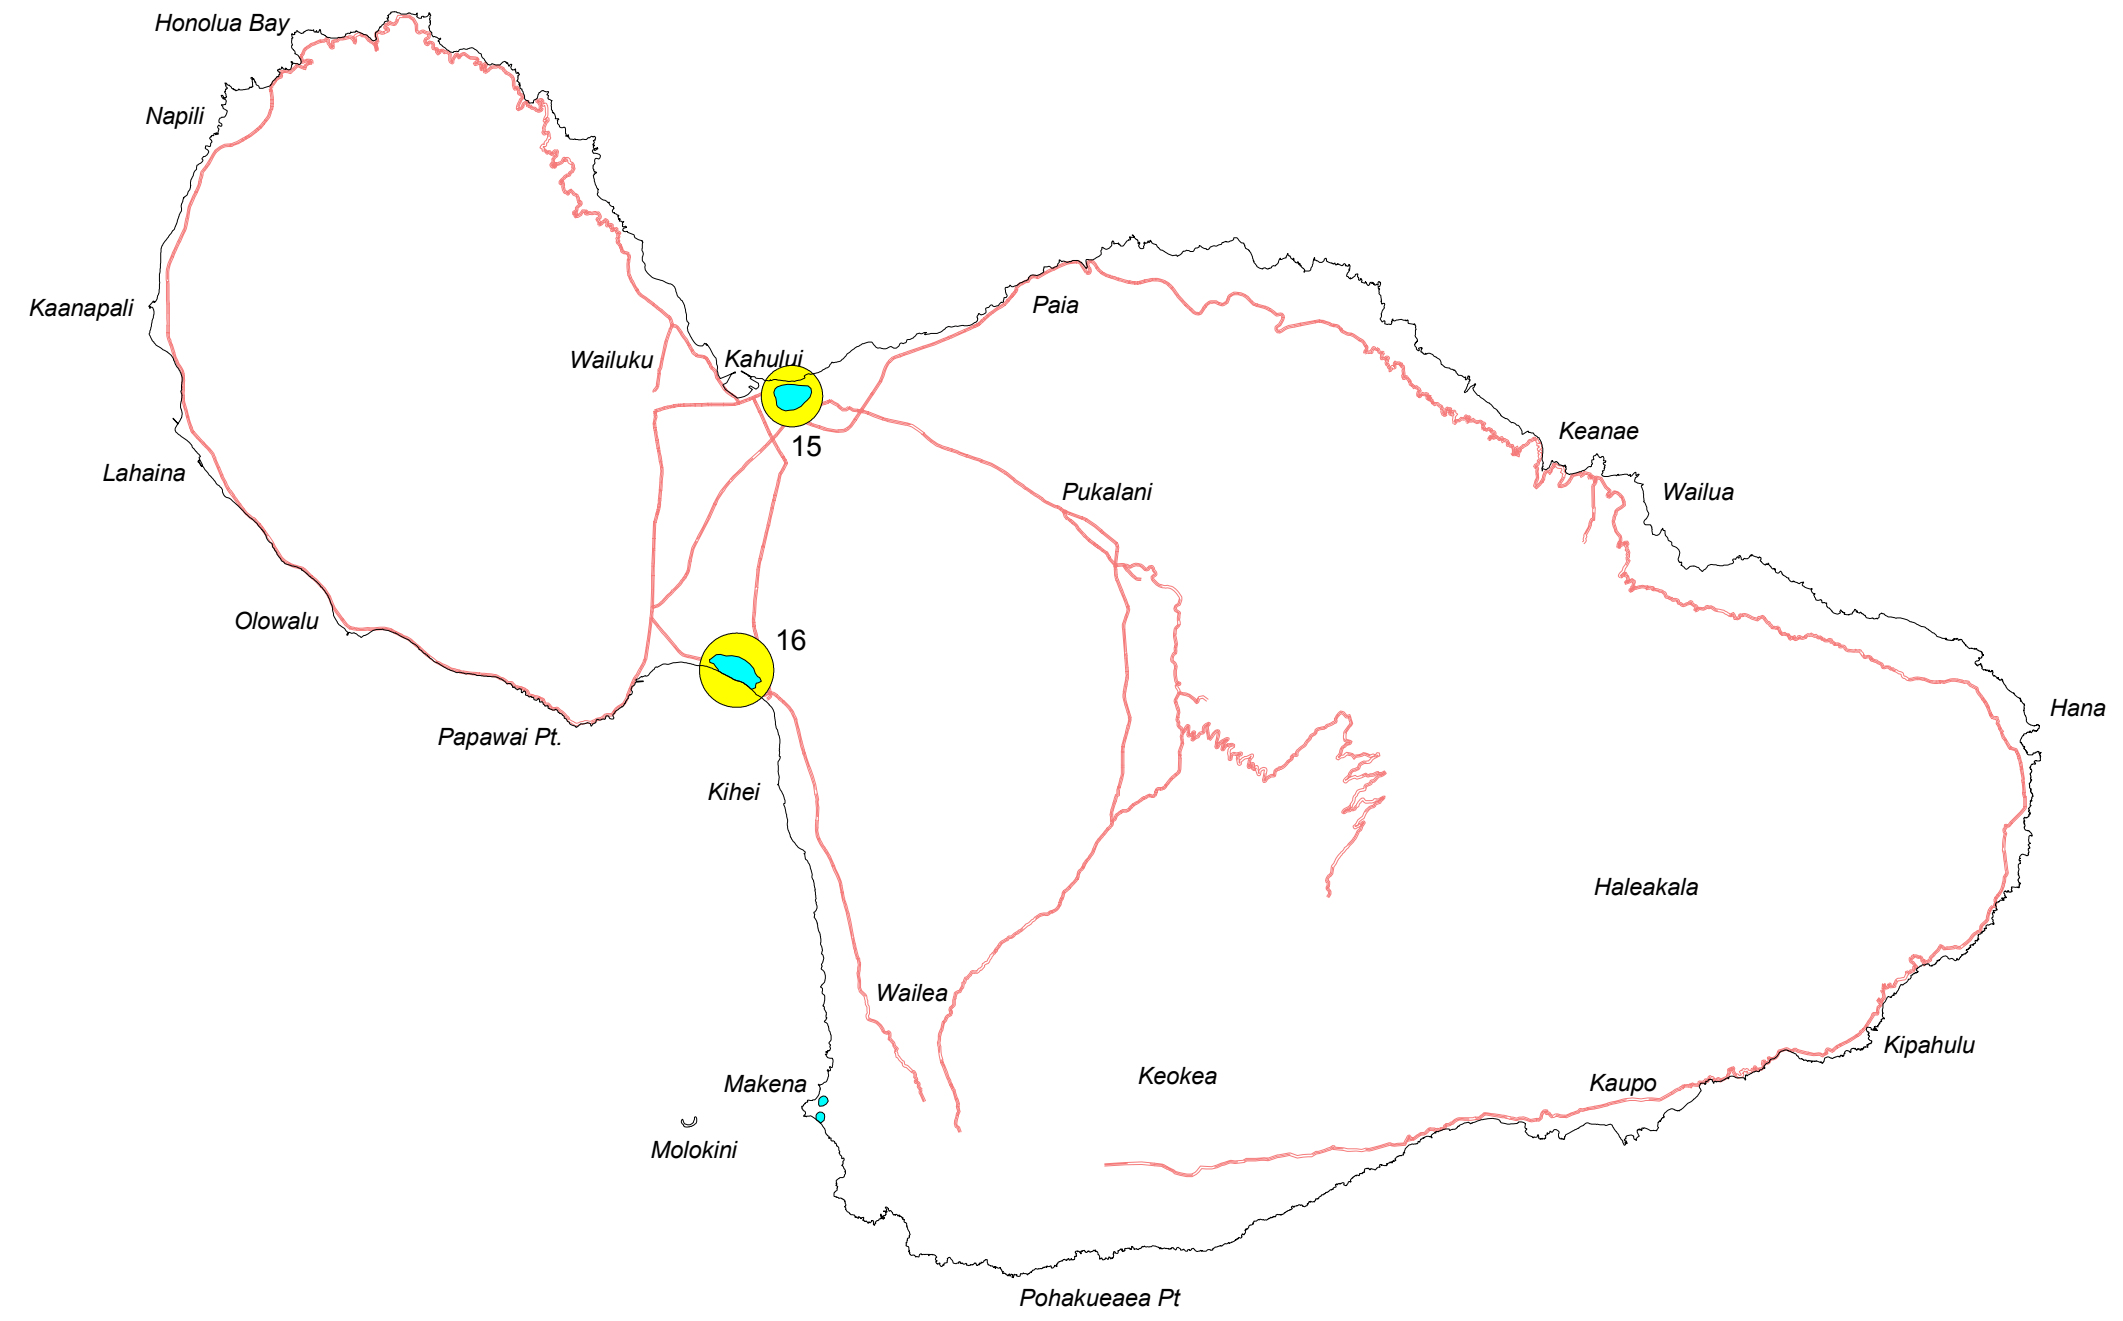 Honolua Bay
Napili
Kaanapali
Paia
Wailuku
Kahului
15
Keanae
Lahaina
Pukalani
Wailua
Olowalu
16
Hana
Papawai Pt.
Kihei
Haleakala
Wailea
Kipahulu
Makena
Keokea
Kaupo
Molokini
Pohakueaea Pt